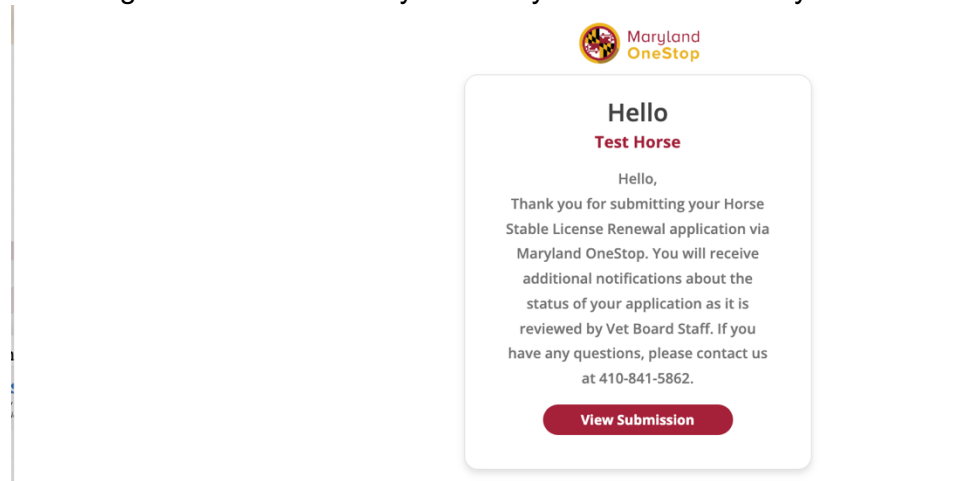 Maryland
OneStop
Hello
Test Horse
Hello,
Thank you for submitting your Horse
Stable License Renewal application via
Maryland OneStop. You will receive
additional notifications about the
status of your application as it is
reviewed by Vet Board Staff. If you
have any questions, please contact us
at 410-841-5862.
View Submission